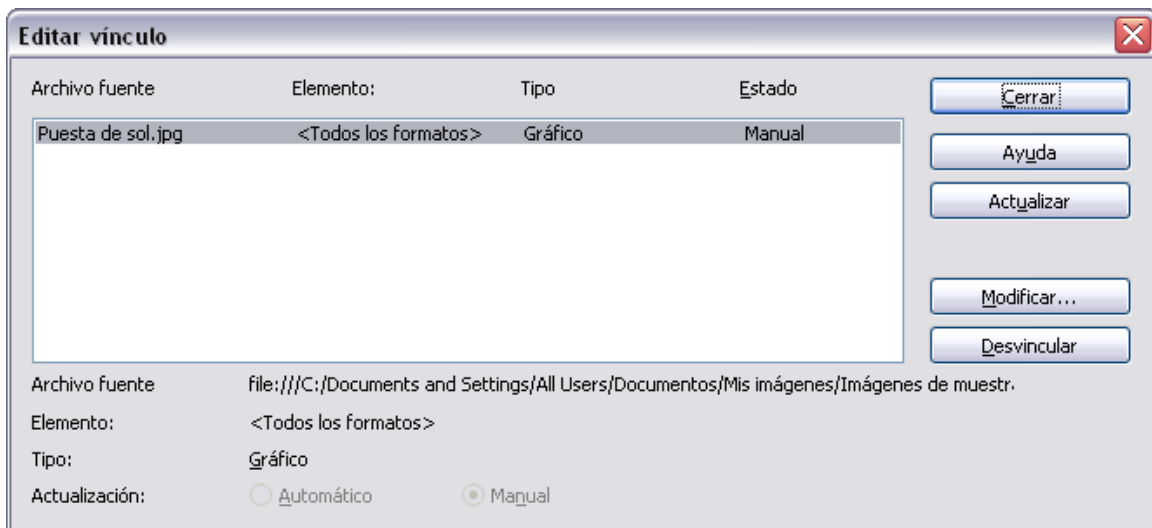 Editar vínculo
Archivo fuente Elemento: Tipo Estado
Cerrar
Puesta de sol.jpg <Todos los formatos> Gráfico Manual
Ayuda
Actualizar
Modificar...
Desvincular
Archivo fuente file:///C:/Documents and Settings/All Users/Documentos/Mis imágenes/Imágenes de muestr
Elemento: <Todos los formatos>
Tipo: Gráfico
Actualización: Automático Manual